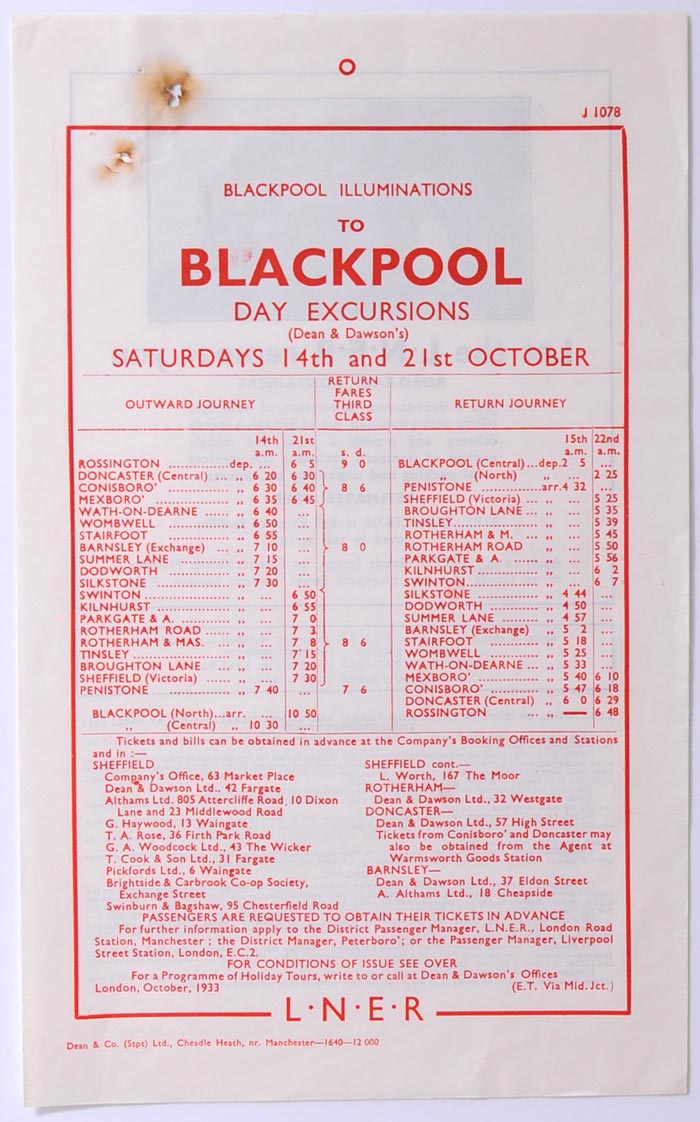 O
J 1078
BLACKPOOL ILLUMINATIONS
TO
BLACKPOOL
DAY EXCURSIONS
(Dean & Dawson's)
SATURDAYS 14th and 21st OCTOBER
OUTWARD JOURNEY
RETURN FARES THIRD CLASS
RETURN JOURNEY
14th 21st
a.m. a.m. s. d.
ROSSINGTON ... dep. ... 6 5 9 0
DONCASTER (Central) ... ,, 6 20 6 30
CONISBORO' ... ,, 6 30 6 40 8 6
MEXBORO' ... ,, 6 35 6 45
WATH-ON-DEARNE ... ,, 6 40 ...
WOMBWELL ... ,, 6 50 ...
STAIRFOOT ... ,, 6 55 ...
BARNSLEY (Exchange) ... ,, 7 10 ... 8 0
SUMMER LANE ... ,, 7 15 ...
DODWORTH ... ,, 7 20 ...
SILKSTONE ... ,, 7 30 ...
SWINTON ... ,, ... 6 50
KILNHURST ... ,, ... 6 55
PARKGATE & A. ... ,, ... 7 0
ROTHERHAM ROAD ... ,, ... 7 3
ROTHERHAM & MAS. ... ,, ... 7 8 8 6
TINSLEY ... ,, ... 7 15
BROUGHTON LANE ... ,, ... 7 20
SHEFFIELD (Victoria) ... ,, ... 7 30
PENISTONE ... ,, 7 40 ... 7 6
BLACKPOOL (North)...arr. ... 10 50
,, (Central) ,, 10 30 ...
15th 22nd
a.m. a.m.
BLACKPOOL (Central)...dep. 2 5 ...
,, (North) ,, ... 2 25
PENISTONE ... arr. 4 32 ...
SHEFFIELD (Victoria) ... ,, ... 5 25
BROUGHTON LANE ... ,, ... 5 35
TINSLEY ... ,, ... 5 39
ROTHERHAM & M. ... ,, ... 5 45
ROTHERHAM ROAD ,, ... 5 50
PARKGATE & A. ... ,, ... 5 56
KILNHURST ... ,, ... 6 2
SWINTON ... ,, ... 6 7
SILKSTONE ... ,, 4 44 ...
DODWORTH ... ,, 4 50 ...
SUMMER LANE ... ,, 4 57 ...
BARNSLEY (Exchange) ,, 5 2 ...
STAIRFOOT ... ,, 5 18 ...
WOMBWELL ... ,, 5 25 ...
WATH-ON-DEARNE ... ,, 5 33 ...
MEXBORO' ... ,, 5 40 6 10
CONISBORO' ... ,, 5 47 6 18
DONCASTER (Central) ,, 6 0 6 29
ROSSINGTON ... ,, — 6 48
Tickets and bills can be obtained in advance at the Company's Booking Offices and Stations
and in :—
SHEFFIELD
Company's Office, 63 Market Place
Dean & Dawson Ltd.. 42 Fargate
Althams Ltd. 805 Attercliffe Road, 10 Dixon
Lane and 23 Middlewood Road
G. Haywood, 13 Waingate
T. A. Rose, 36 Firth Park Road
G. A. Woodcock Ltd., 43 The Wicker
T. Cook & Son Ltd., 31 Fargate
Pickfords Ltd., 6 Waingate
Brightside & Carbrook Co-op Society,
Exchange Street
Swinburn & Bagshaw, 95 Chesterfield Road
SHEFFIELD cont.—
L. Worth, 167 The Moor
ROTHERHAM—
Dean & Dawson Ltd., 32 Westgate
DONCASTER—
Dean & Dawson Ltd., 57 High Street
Tickets from Conisboro' and Doncaster may
also be obtained from the Agent at
Warmsworth Goods Station
BARNSLEY—
Dean & Dawson Ltd., 37 Eldon Street
A. Althams Ltd., 18 Cheapside
PASSENGERS ARE REQUESTED TO OBTAIN THEIR TICKETS IN ADVANCE
For further information apply to the District Passenger Manager, L.N.E.R., London Road
Station, Manchester ; the District Manager, Peterboro'; or the Passenger Manager, Liverpool
Street Station, London, E.C.2.
FOR CONDITIONS OF ISSUE SEE OVER
For a Programme of Holiday Tours, write to or call at Dean & Dawson's Offices
London, October, 1933 (E.T. Via Mid. Jct.)
L·N·E·R
Dean & Co. (Stpt) Ltd., Cheadle Heath, nr. Manchester—1640—12 000